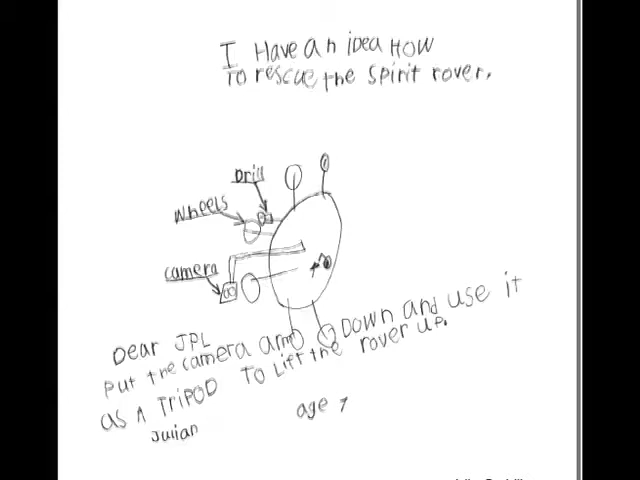 I Have an idea How
To rescue the Spirit rover.
Drill
wheels
camera
Dear JPL
Put the camera arm Down and use it
as A TriPOD To Lift the rover up.
Julian
age 7